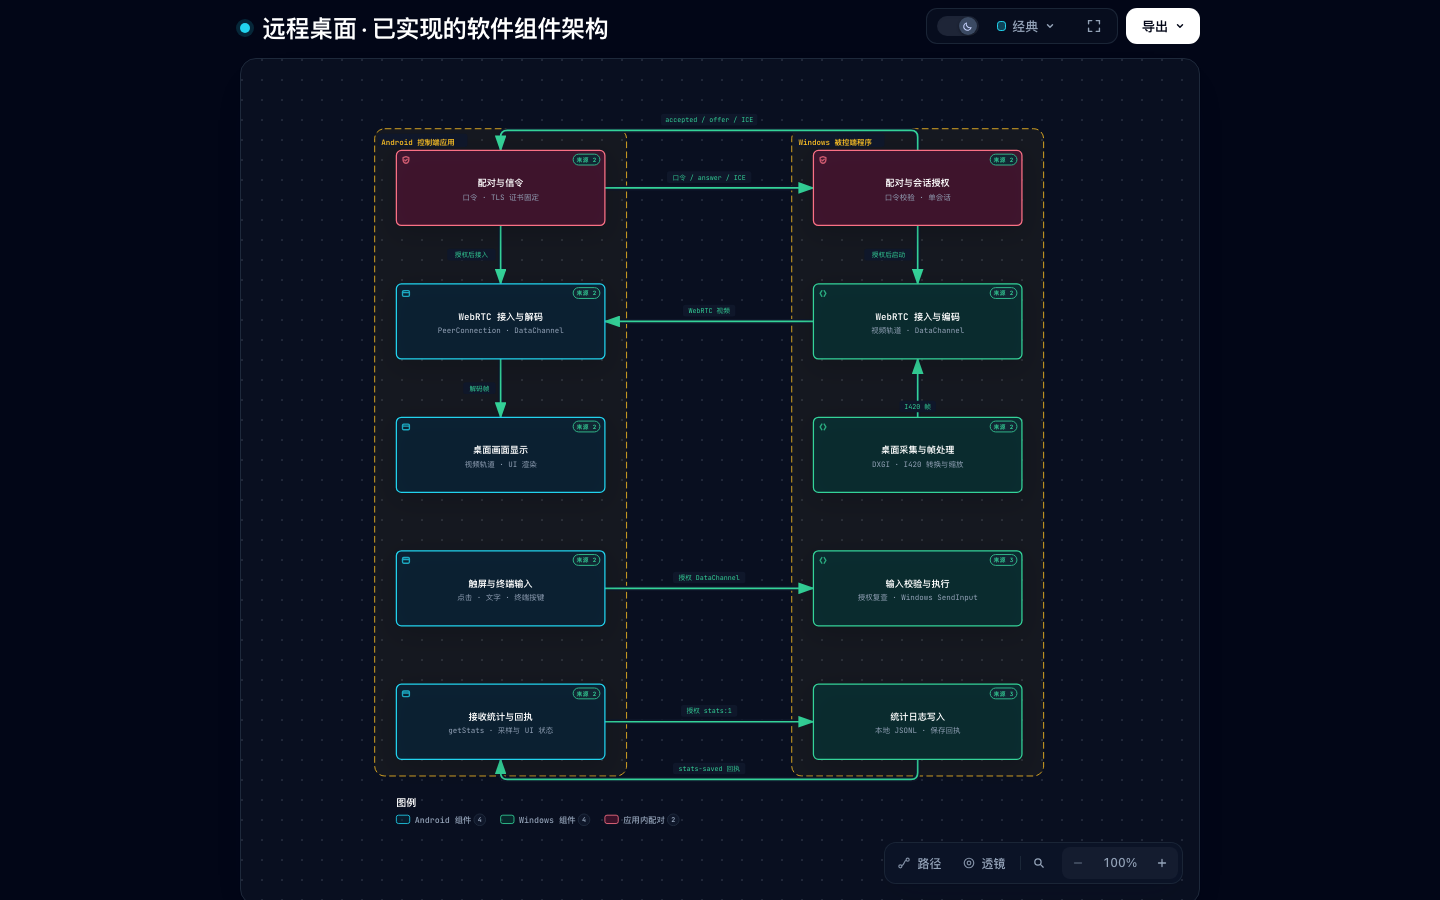 远程桌面 · 已实现的软件组件架构
经典
导出
accepted / offer / ICE
Android 控制端应用
Windows 被控端程序
来源 2
配对与信令
口令 · TLS 证书固定
口令 / answer / ICE
来源 2
配对与会话授权
口令校验 · 单会话
授权后接入
授权后启动
来源 2
WebRTC 接入与解码
PeerConnection · DataChannel
WebRTC 视频
来源 2
WebRTC 接入与编码
视频轨道 · DataChannel
解码帧
I420 帧
来源 2
桌面画面显示
视频轨道 · UI 渲染
来源 2
桌面采集与帧处理
DXGI · I420 转换与缩放
来源 2
触屏与终端输入
点击 · 文字 · 终端按键
授权 DataChannel
来源 3
输入校验与执行
授权复查 · Windows SendInput
来源 2
接收统计与回执
getStats · 采样与 UI 状态
授权 stats:1
来源 3
统计日志写入
本地 JSONL · 保存回执
stats-saved 回执
图例
Android 组件 4
Windows 组件 4
应用内配对 2
路径
透镜
100%